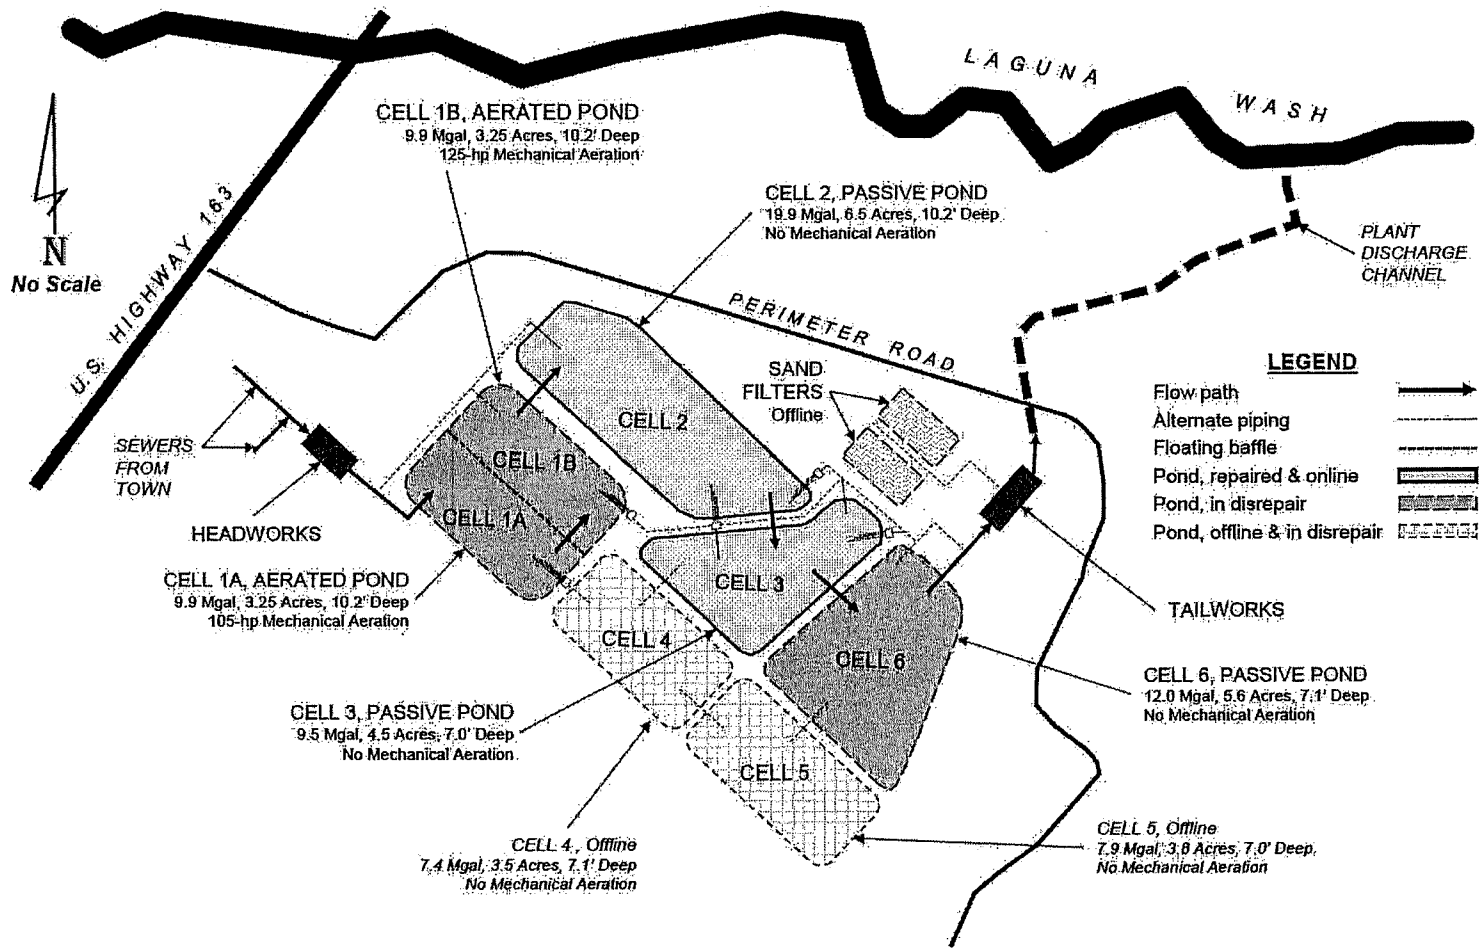 LAGUNA WASH
CELL 1B, AERATED POND
9.9 Mgal, 3.25 Acres, 10.2' Deep
125-hp Mechanical Aeration
CELL 2, PASSIVE POND
19.9 Mgal, 6.5 Acres, 10.2' Deep
No Mechanical Aeration
U.S. HIGHWAY 163
N
No Scale
PLANT
DISCHARGE
CHANNEL
PERIMETER ROAD
SAND
FILTERS
Offline
LEGEND
Flow path
Alternate piping
Floating baffle
Pond, repaired & online
Pond, in disrepair
Pond, offline & in disrepair
SEWERS
FROM
TOWN
HEADWORKS
CELL 2
CELL 1B
CELL 1A
CELL 3
CELL 4
CELL 6
CELL 5
CELL 1A, AERATED POND
9.9 Mgal, 3.25 Acres, 10.2' Deep
105-hp Mechanical Aeration
TAILWORKS
CELL 6, PASSIVE POND
12.0 Mgal, 5.6 Acres, 7.1' Deep
No Mechanical Aeration
CELL 3, PASSIVE POND
9.5 Mgal, 4.5 Acres, 7.0' Deep
No Mechanical Aeration
CELL 4, Offline
7.4 Mgal, 3.5 Acres, 7.1' Deep
No Mechanical Aeration
CELL 5, Offline
7.9 Mgal, 3.6 Acres, 7.0' Deep,
No Mechanical Aeration